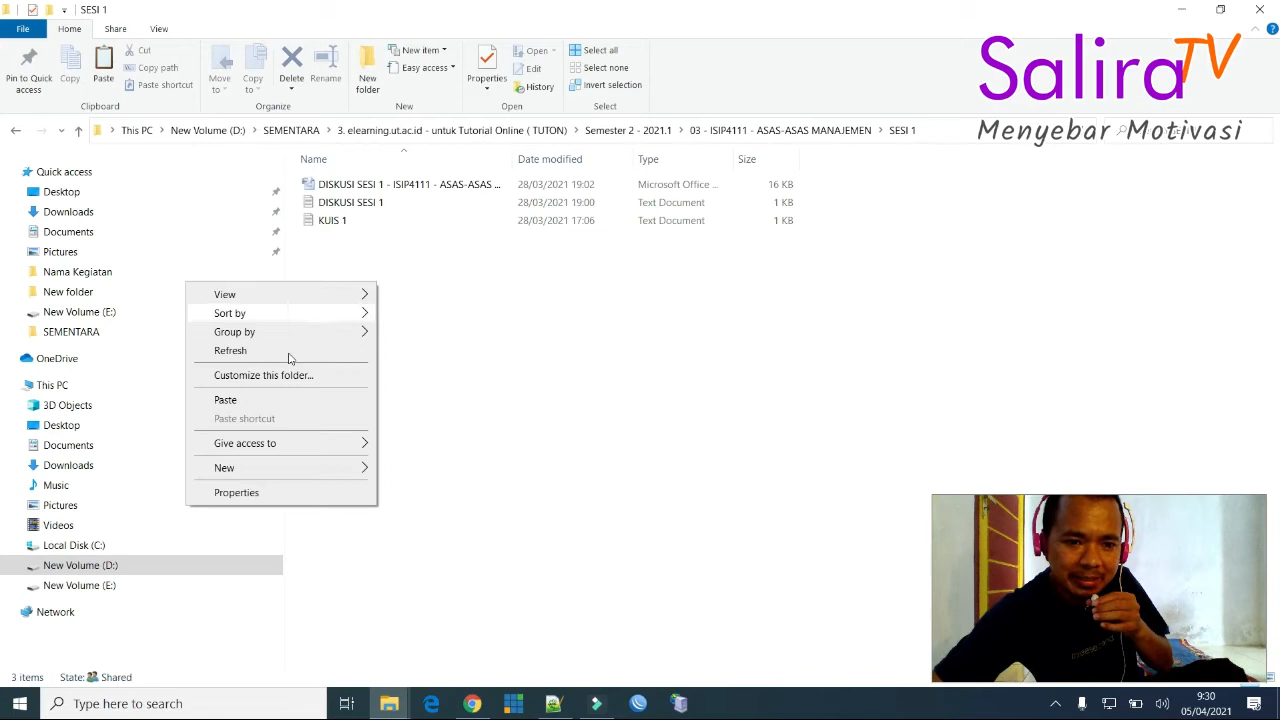 SESI 1
File
Home
Share
View
Pin to Quick access
Copy
Paste
Cut
Copy path
Paste shortcut
Clipboard
Move to
Copy to
Delete
Rename
Organize
New folder
New item
Easy access
New
Properties
Open
Edit
History
Open
Select all
Select none
Invert selection
Select
SaliraTV
Menyebar Motivasi
This PC > New Volume (D:) > SEMENTARA > 3. elearning.ut.ac.id - untuk Tutorial Online ( TUTON) > Semester 2 - 2021.1 > 03 - ISIP4111 - ASAS-ASAS MANAJEMEN > SESI 1
Name Date modified Type Size
DISKUSI SESI 1 - ISIP4111 - ASAS-ASAS ... 28/03/2021 19:02 Microsoft Office ... 16 KB
DISKUSI SESI 1 28/03/2021 19:00 Text Document 1 KB
KUIS 1 28/03/2021 17:06 Text Document 1 KB
Quick access
Desktop
Downloads
Documents
Pictures
Nama Kegiatan
New folder
New Volume (E:)
SEMENTARA
OneDrive
This PC
3D Objects
Desktop
Documents
Downloads
Music
Pictures
Videos
Local Disk (C:)
New Volume (D:)
New Volume (E:)
Network
View
Sort by
Group by
Refresh
Customize this folder...
Paste
Paste shortcut
Give access to
New
Properties
3 items State: Shared
Type here to search
9:30
05/04/2021